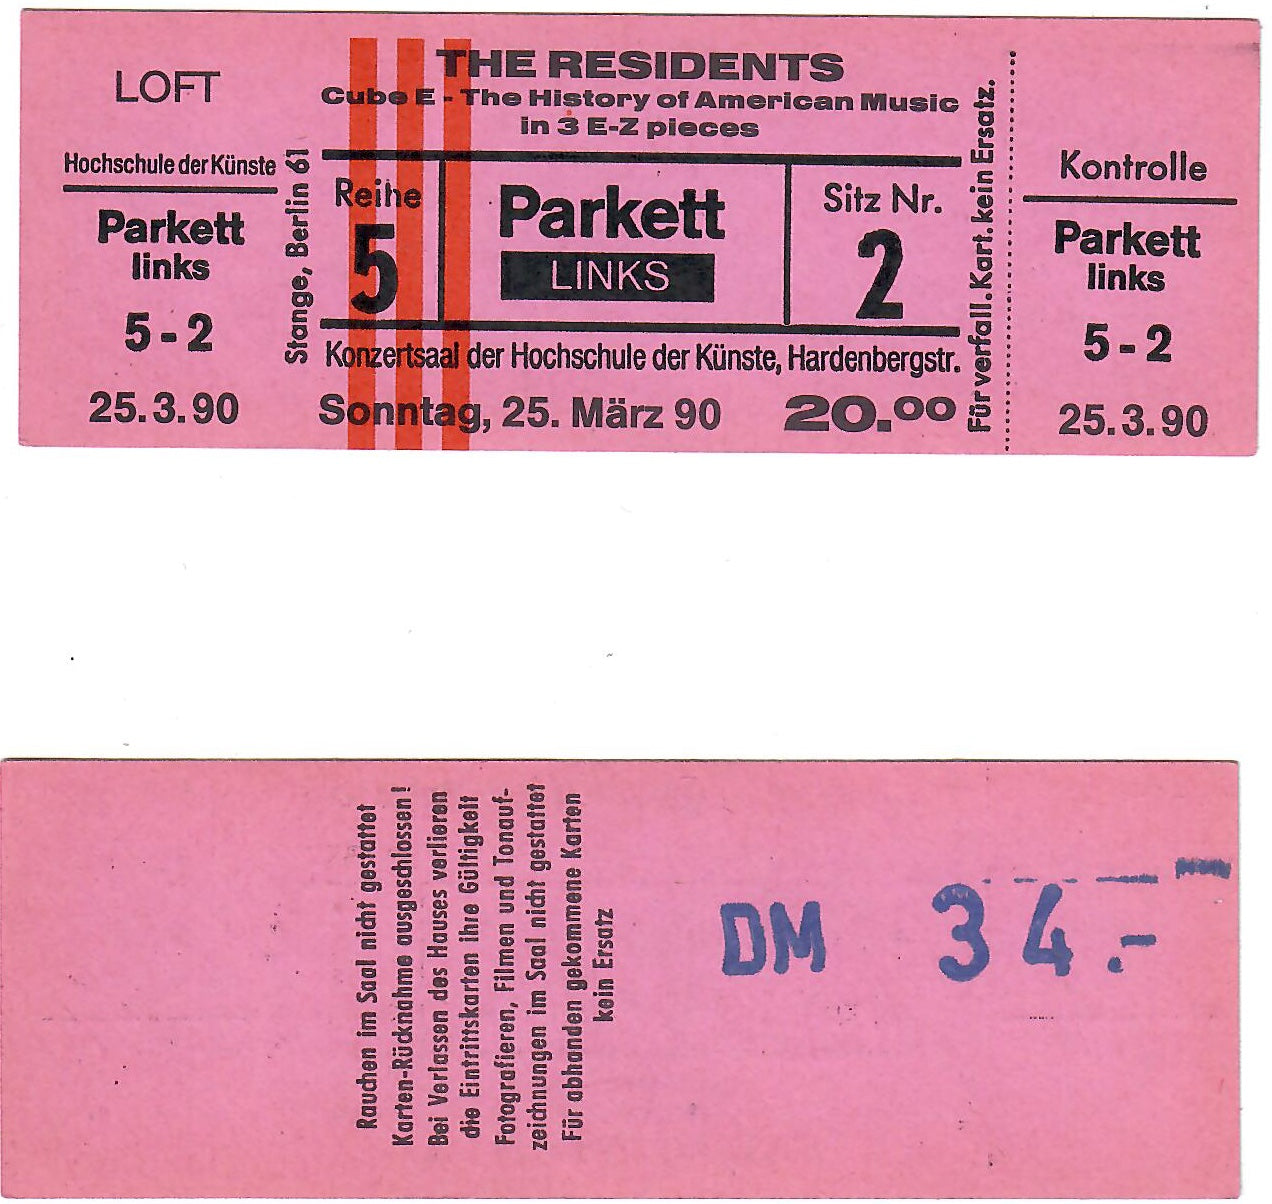 LOFT
Hochschule der Künste
Parkett
links
5-2
25.3.90
Stange, Berlin 61
THE RESIDENTS
Cube E - The History of American Music
in 3 E-Z pieces
Reihe
5
Parkett
LINKS
Sitz Nr.
2
Konzertsaal der Hochschule der Künste, Hardenbergstr.
Sonntag, 25. März 90 20.00
Für verfall. Kart. kein Ersatz.
Kontrolle
Parkett
links
5-2
25.3.90
Rauchen im Saal nicht gestattet
Karten-Rücknahme ausgeschlossen!
Bei Verlassen des Hauses verlieren
die Eintrittskarten ihre Gültigkeit
Fotografieren, Filmen und Tonauf-
zeichnungen im Saal nicht gestattet
Für abhanden gekommene Karten
kein Ersatz
DM 34.-